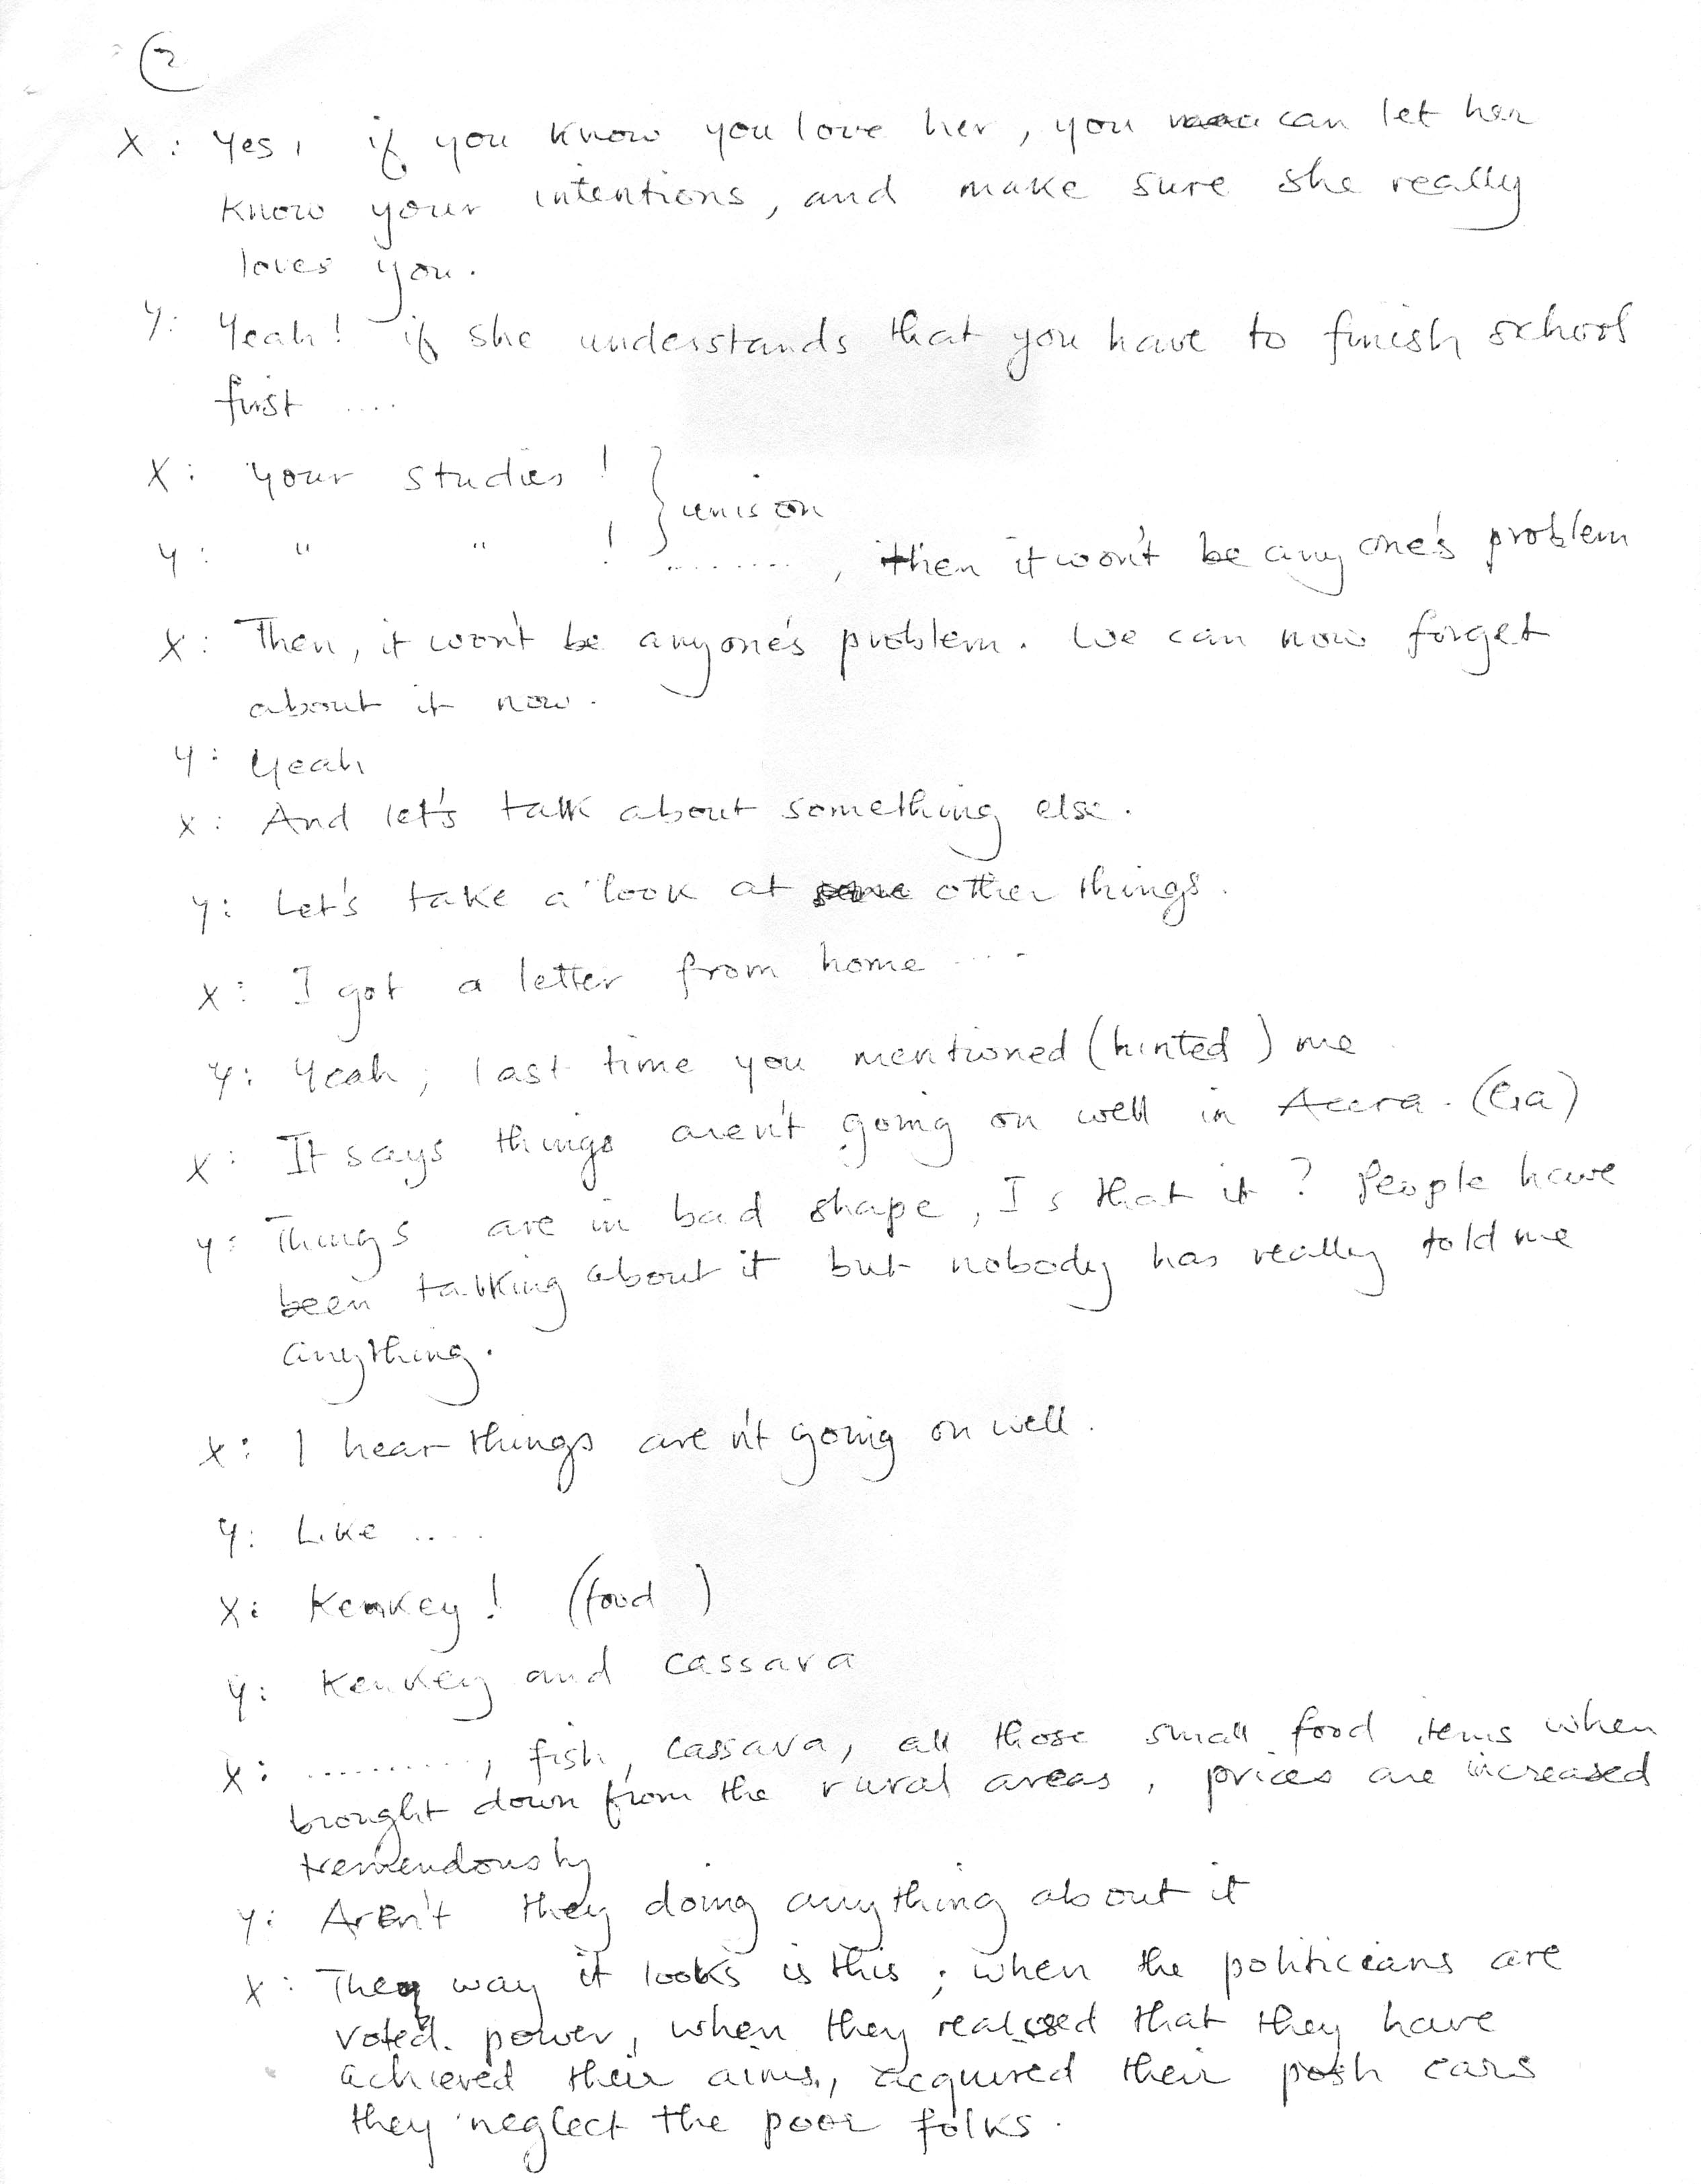 2
X: Yes, if you know you love her, you can let her
know your intentions, and make sure she really
loves you.
Y: Yeah! if she understands that you have to finish school
first ....
X: Your studies! } unison
Y: " " ! ........, then it won't be anyone's problem
X: Then, it won't be anyone's problem. We can now forget
about it now.
Y: Yeah
X: And let's talk about something else.
Y: Let's take a look at some other things.
X: I got a letter from home ....
Y: Yeah, last time you mentioned (hinted) me
X: It says things aren't going on well in Accra. (Ga)
Y: Things are in bad shape, Is that it? People have
been talking about it but nobody has really told me
anything.
X: I hear things aren't going on well.
Y: Like ....
X: Kenkey! (food)
Y: Kenkey and cassava
X: .........., fish, cassava, all those small food items when
brought down from the rural areas, prices are increased
tremendously
Y: Aren't they doing anything about it
X: They way it looks is this; when the politicians are
voted. power, when they realised that they have
achieved their aims, acquired their posh cars
they neglect the poor folks.